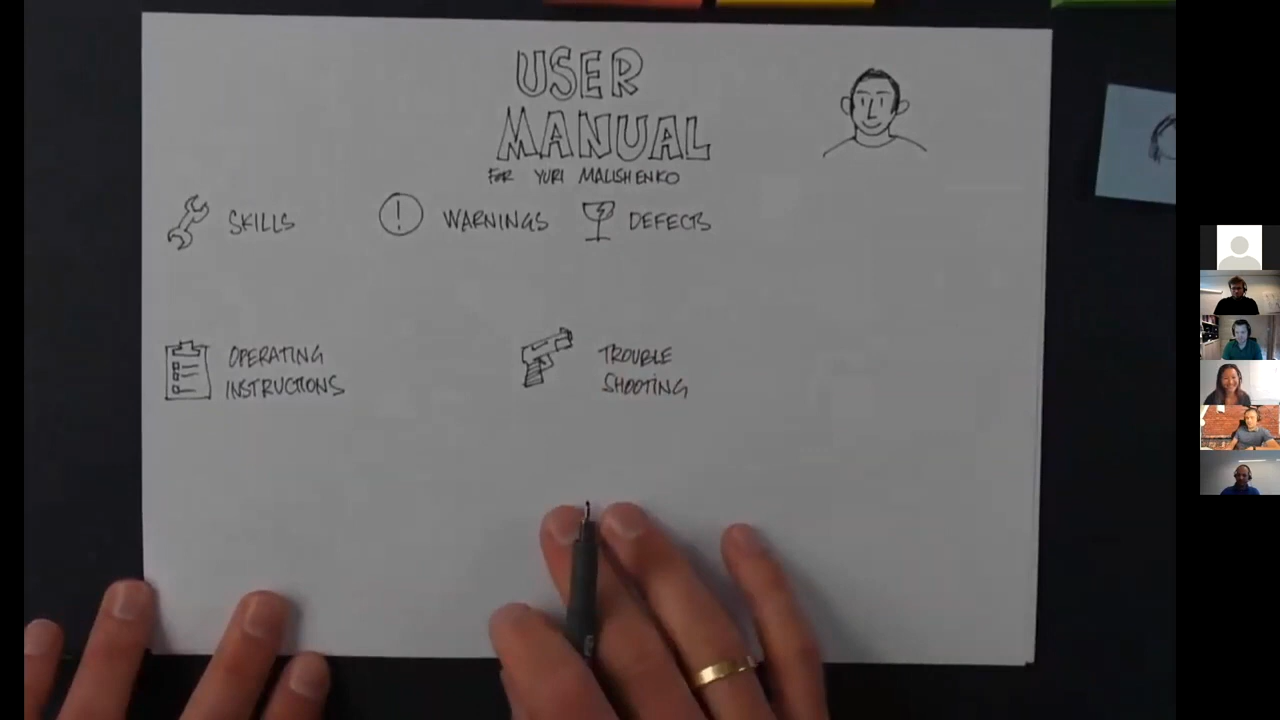 USER
MANUAL
FOR YURI MALISHENKO
SKILLS
WARNINGS
DEFECTS
OPERATING
INSTRUCTIONS
TROUBLE
SHOOTING